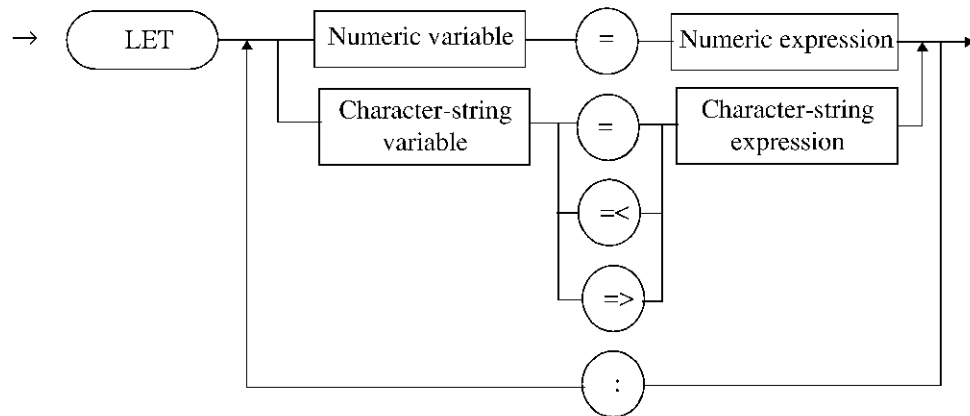 LET
Numeric variable
=
Numeric expression
Character-string
variable
=
Character-string
expression
=<
=>
: